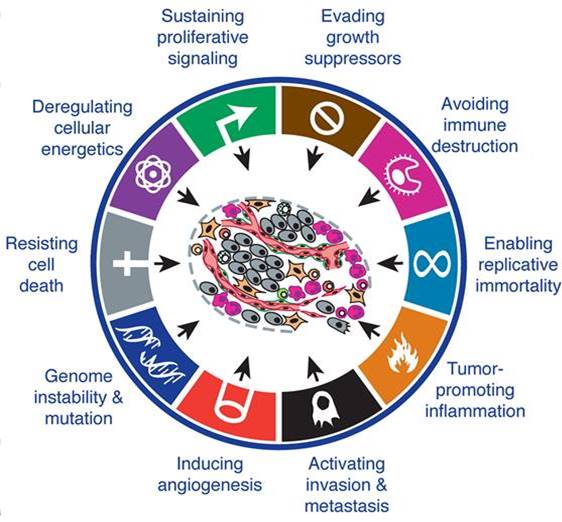 Sustaining
proliferative
signaling
Evading
growth
suppressors
Avoiding
immune
destruction
Enabling
replicative
immortality
Tumor-
promoting
inflammation
Activating
invasion &
metastasis
Inducing
angiogenesis
Genome
instability &
mutation
Resisting
cell
death
Deregulating
cellular
energetics